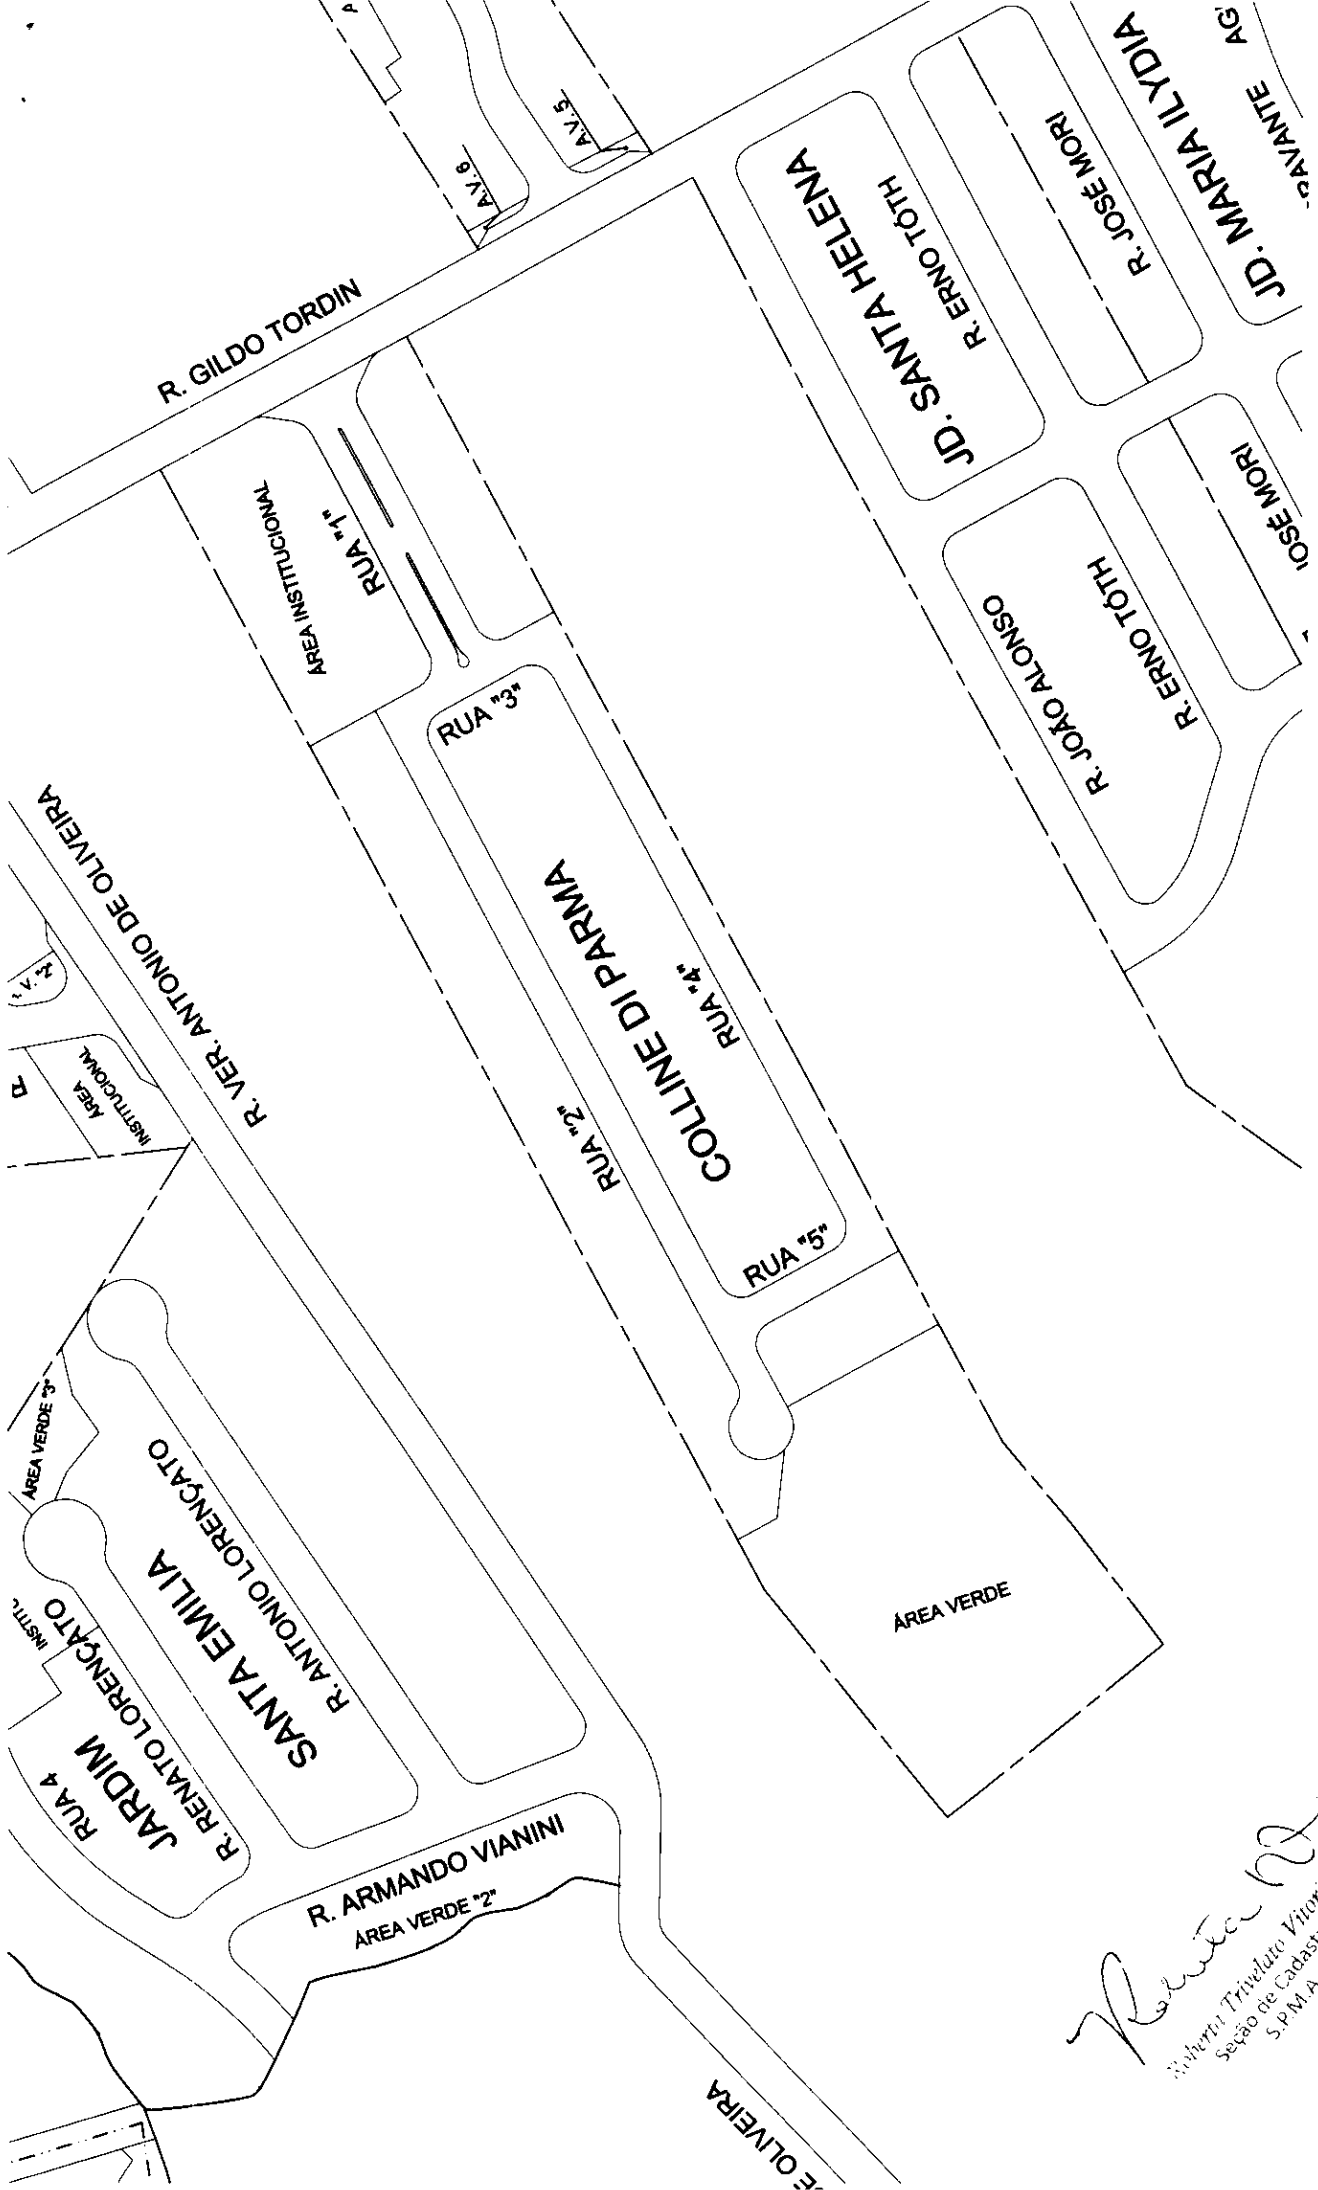 A.V.6
A.V.5
R. GILDO TORDIN
JD. SANTA HELENA
R. ERNO TÓTH
R. JOSÉ MORI
JD. MARIA ILYDIA
ÁREA INSTITUCIONAL
RUA "1"
RUA "3"
COLLINE DI PARMA
RUA "4"
RUA "2"
RUA "5"
ÁREA VERDE
R. JOÃO ALONSO
R. ERNO TÓTH
JOSÉ MORI
R. VER. ANTONIO DE OLIVEIRA
ÁREA
INSTITUCIONAL
ÁREA VERDE "3"
R. ANTONIO LORENÇATO
JARDIM
SANTA EMILIA
R. RENATO LORENÇATO
RUA 4
R. ARMANDO VIANINI
ÁREA VERDE "2"
OLIVEIRA
Seção de
S.P.M.A